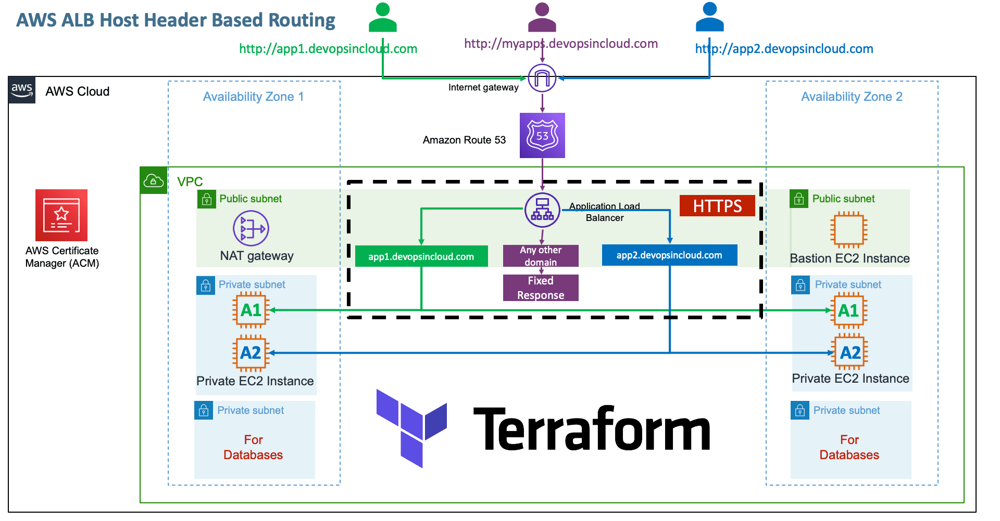 AWS ALB Host Header Based Routing
http://app1.devopsincloud.com
http://myapps.devopsincloud.com
http://app2.devopsincloud.com
aws
AWS Cloud
Internet gateway
Availability Zone 1
Availability Zone 2
53
Amazon Route 53
VPC
Public subnet
NAT gateway
Application Load
Balancer
HTTPS
Public subnet
Bastion EC2 Instance
AWS Certificate
Manager (ACM)
app1.devopsincloud.com
Any other
domain
app2.devopsincloud.com
Fixed
Response
Private subnet
A1
A2
Private EC2 Instance
Private subnet
A1
A2
Private EC2 Instance
Private subnet
For
Databases
Terraform
Private subnet
For
Databases